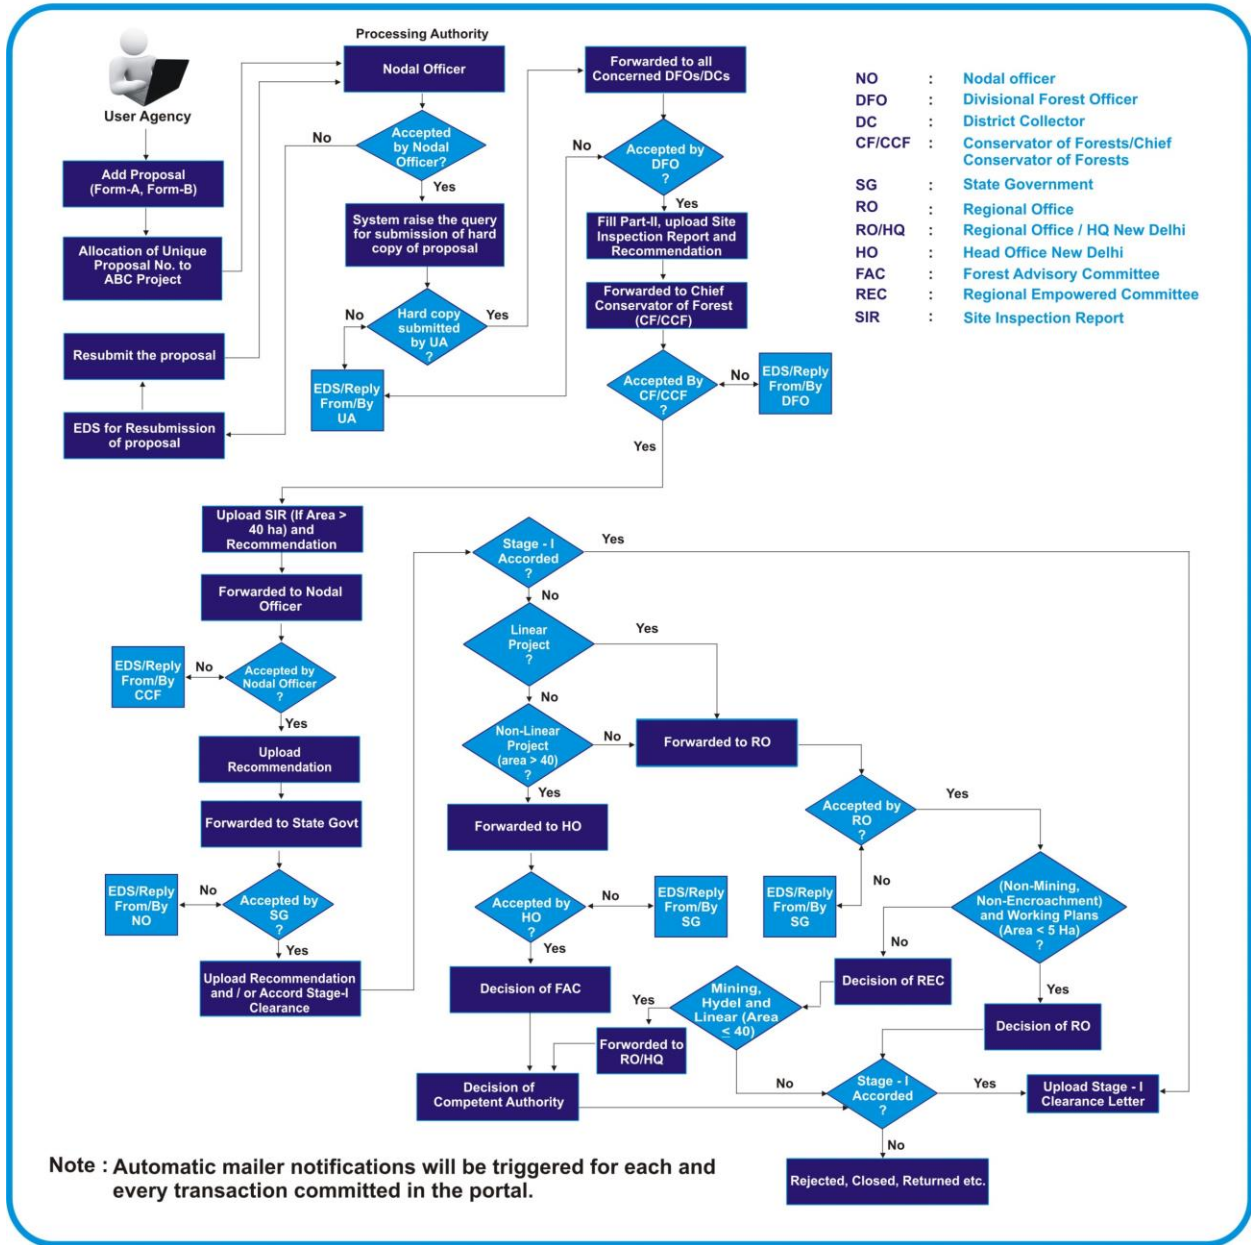 User Agency
Add Proposal
(Form-A, Form-B)
Allocation of Unique
Proposal No. to
ABC Project
Resubmit the proposal
EDS for Resubmission
of proposal
Processing Authority
Nodal Officer
No
Accepted
by Nodal
Officer?
Yes
System raise the query
for submission of hard
copy of proposal
No
Hard copy
submitted
by UA
?
Yes
EDS/Reply
From/By
UA
Forwarded to all
Concerned DFOs/DCs
No
Accepted by
DFO
?
Yes
Fill Part-II, upload Site
Inspection Report and
Recommendation
Forwarded to Chief
Conservator of Forest
(CF/CCF)
Accepted By
CF/CCF
?
No
EDS/Reply
From/By
DFO
Yes
NO : Nodal officer
DFO : Divisional Forest Officer
DC : District Collector
CF/CCF : Conservator of Forests/Chief
Conservator of Forests
SG : State Government
RO : Regional Office
RO/HQ : Regional Office / HQ New Delhi
HO : Head Office New Delhi
FAC : Forest Advisory Committee
REC : Regional Empowered Committee
SIR : Site Inspection Report
Upload SIR (If Area >
40 ha) and
Recommendation
Forwarded to Nodal
Officer
EDS/Reply
From/By
CCF
No
Accepted by
Nodal Officer
?
Yes
Upload
Recommendation
Forwarded to State Govt
EDS/Reply
From/By
NO
No
Accepted by
SG
?
Yes
Upload Recommendation
and / or Accord Stage-I
Clearance
Stage - I
Accorded
?
Yes
No
Linear
Project
?
Yes
No
Non-Linear
Project
(area > 40)
?
No
Forwarded to RO
Yes
Forwarded to HO
Accepted by
HO
?
No
EDS/Reply
From/By
SG
Yes
Decision of FAC
Decision of
Competent Authority
Accepted by
RO
?
Yes
No
EDS/Reply
From/By
SG
(Non-Mining,
Non-Encroachment)
and Working Plans
(Area < 5 Ha)
?
No
Decision of REC
Yes
Decision of RO
Mining,
Hydel and
Linear (Area
≤ 40)
Yes
Forworded to
RO/HQ
No
Stage - I
Accorded
?
Yes
Upload Stage - I
Clearance Letter
No
Rejected, Closed, Returned etc.
Note : Automatic mailer notifications will be triggered for each and
every transaction committed in the portal.